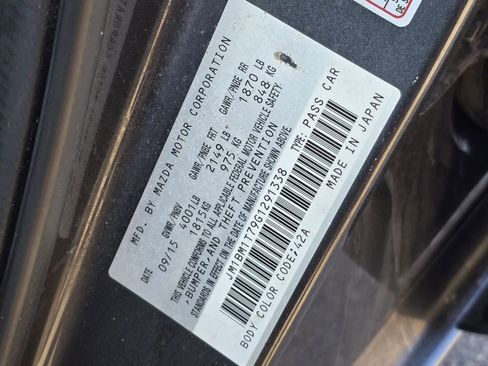 MFD. BY MAZDA MOTOR CORPORATION
DATE GVWR/PNBV GAWR/PNBE FRT GAWR/PNBE RR
09/15 4001LB 2149 LB 1870 LB
1815KG 975 KG 848 KG
THIS VEHICLE CONFORMS TO ALL APPLICABLE FEDERAL MOTOR VEHICLE SAFETY
,BUMPER,AND THEFT PREVENTION
STANDARDS IN EFFECT ON THE DATE OF MANUFACTURE SHOWN ABOVE.
JM1BM1T79G1291338 TYPE: PASS CAR
BODY COLOR CODE;42A MADE IN JAPAN